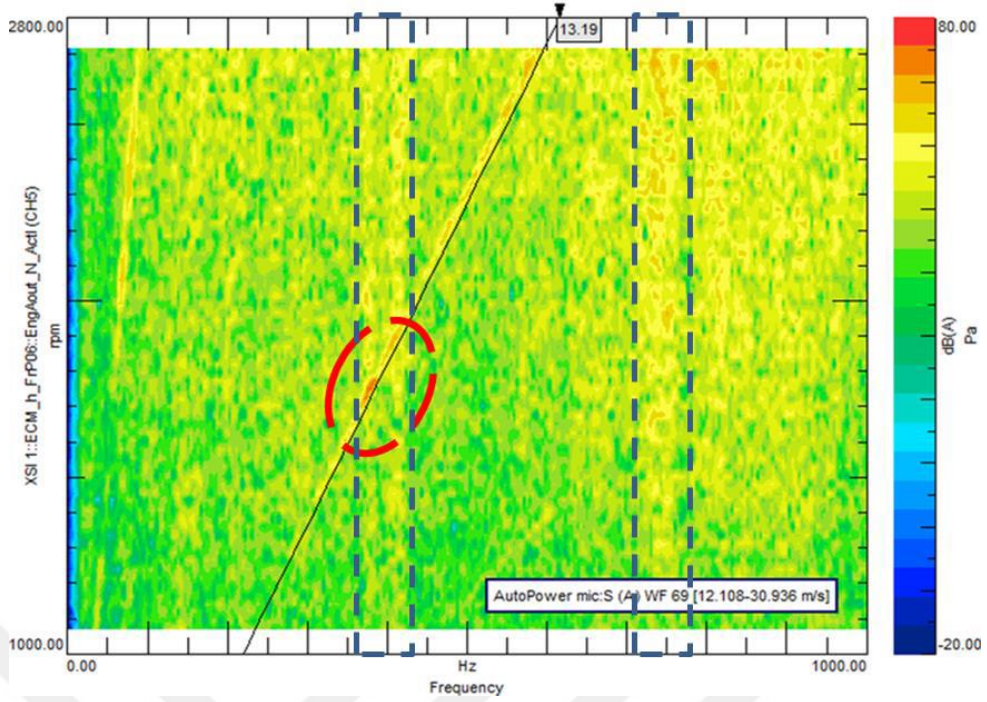 2800.00
13.19
80.00
XSI 1::ECM_h_FrP06::EngAout_N_Actl (CH5)
rpm
dB(A)
Pa
AutoPower mic:S (A) WF 69 [12.108-30.936 m/s]
1000.00
-20.00
0.00
Hz
1000.00
Frequency